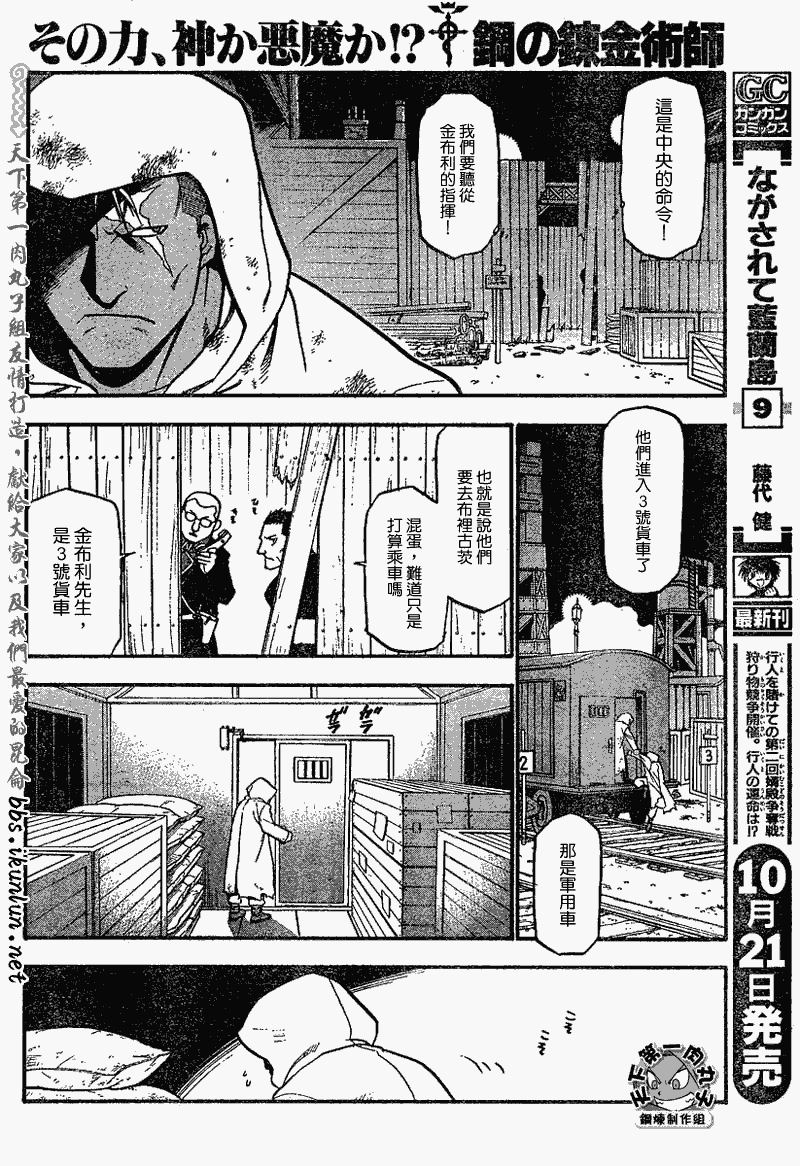 その力、神か悪魔か!?
鋼の錬金術師
這是中央的命令！
我們要聽從
金布利的指揮！
他們進入3號貨車了
也就是說他們
要去布裡古茨
混蛋，難道只是
打算乘車嗎
金布利先生，
是3號貨車
2
3
那是軍用車
ガラ
ガラ
GC
ガンガン
コミックス
ながされて藍蘭島
9
藤代 健
最新刊
行人を賭けての第二回婿殿争奪戦
狩り物競争開催。行人の運命は!?
10月21日発売
天下第一肉丸子組友情打造，獻給大家以及我們最愛的昆侖 bbs.ikunlun.net
天下第一肉丸子
鋼煉制作組